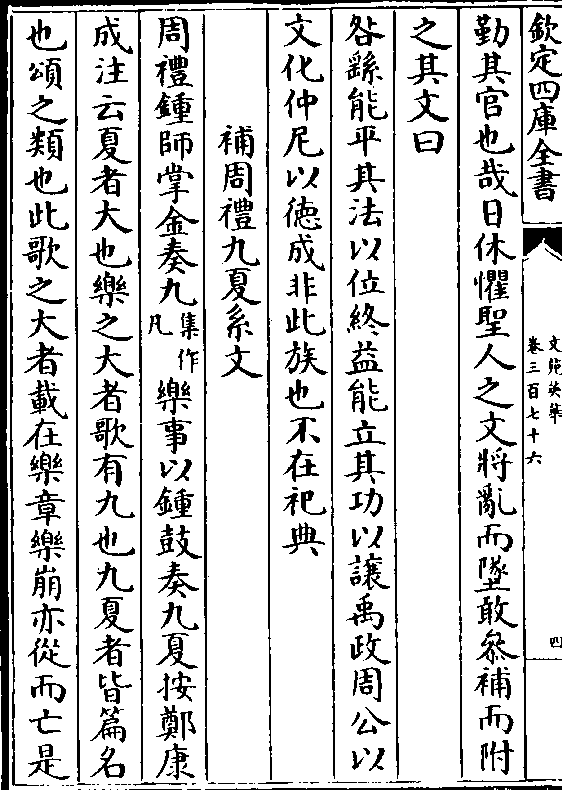 欽定四庫全書
文苑英華
卷三百七十六
四
勤其官也哉日休懼聖人之文將亂而墜敢叅補而附
之其文曰
咎繇能平其法以位終益能立其功以讓禹政周公以
文化仲尼以徳成非此族也不在祀典
補周禮九夏系文
周禮鍾師掌金奏九集作凡樂事以鍾鼓奏九夏按鄭康
成注云夏者大也樂之大者歌有九也九夏者皆篇名
也頌之類也此歌之大者載在樂章樂崩亦從而亡是